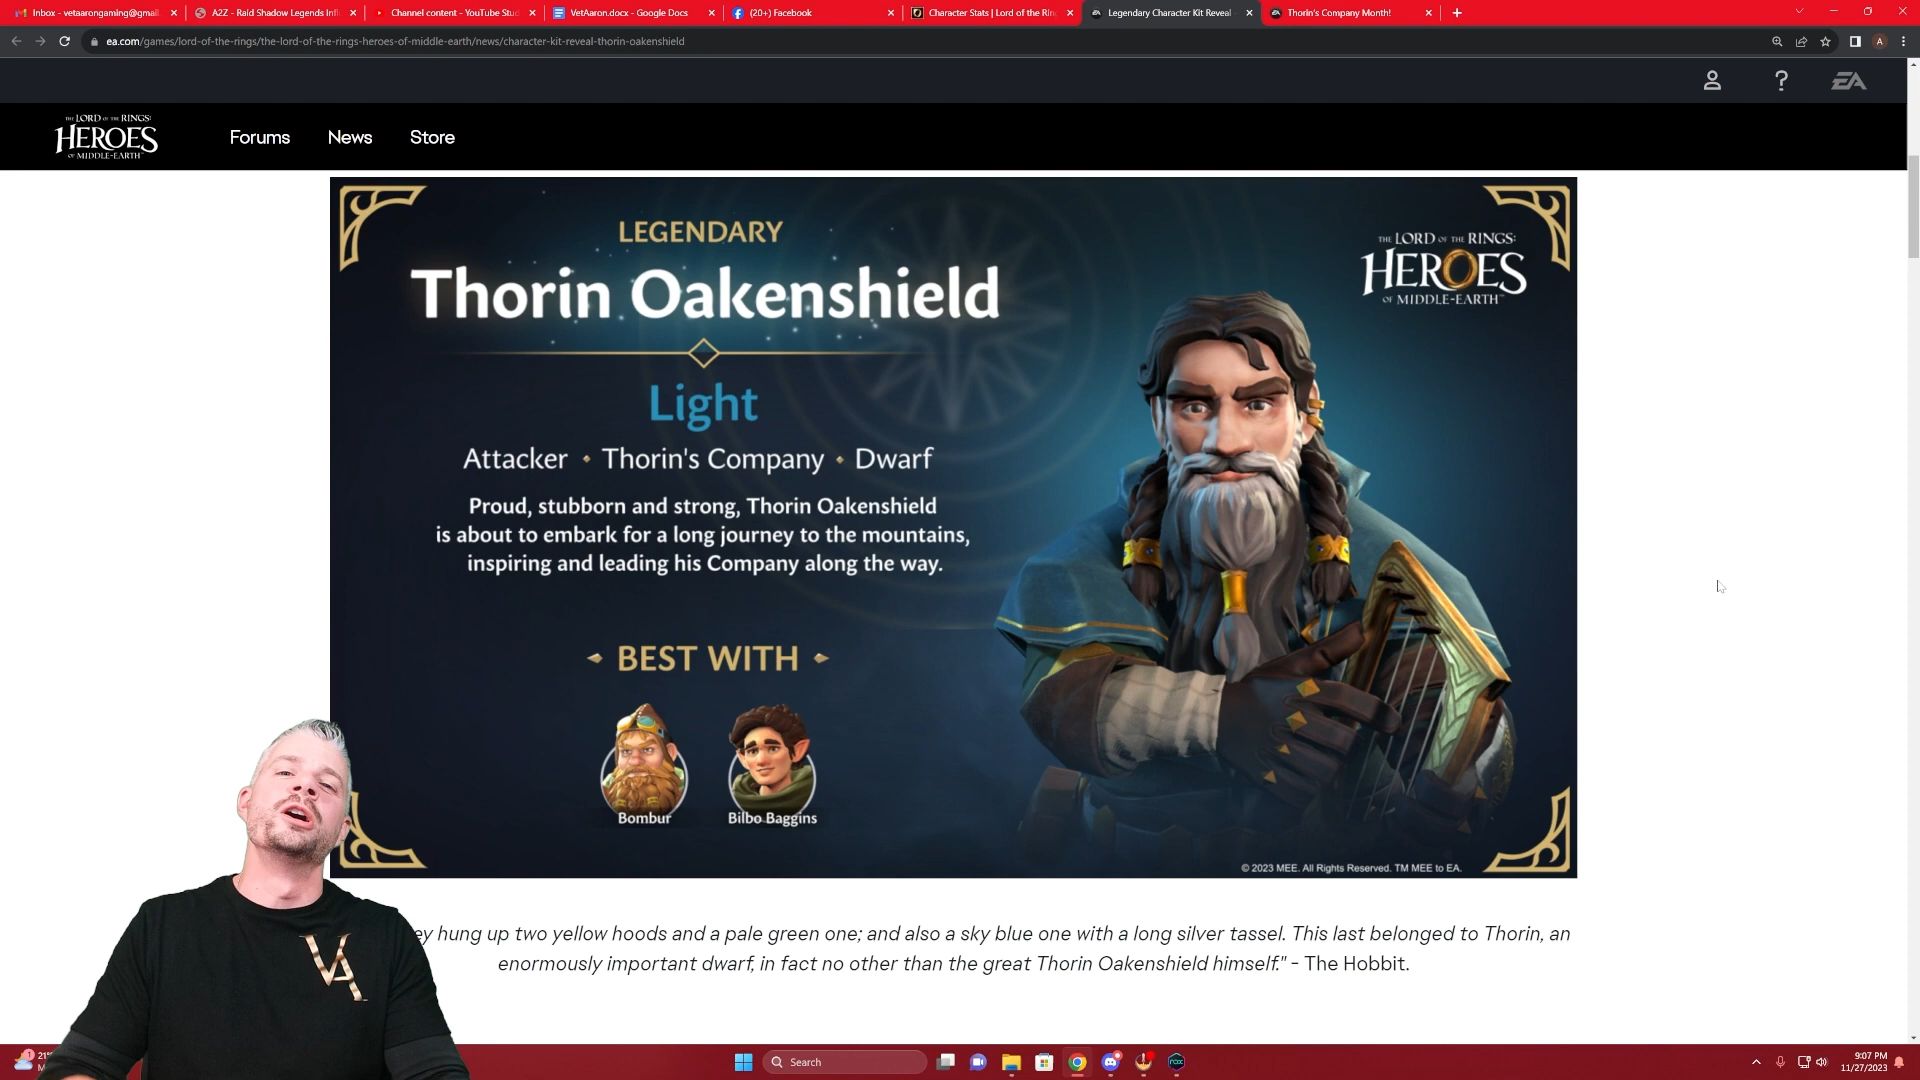 Inbox - vetaarongaming@gmail.
A2Z - Raid Shadow Legends Infl
Channel content - YouTube Stud
VetAaron.docx - Google Docs
(20+) Facebook
Character Stats | Lord of the Rin
Legendary Character Kit Reveal -
Thorin's Company Month!
ea.com/games/lord-of-the-rings/the-lord-of-the-rings-heroes-of-middle-earth/news/character-kit-reveal-thorin-oakenshield
A
EA
THE LORD OF THE RINGS:
HEROES
OF MIDDLE-EARTH
Forums News Store
LEGENDARY
Thorin Oakenshield
Light
Attacker • Thorin's Company • Dwarf
Proud, stubborn and strong, Thorin Oakenshield
is about to embark for a long journey to the mountains,
inspiring and leading his Company along the way.
BEST WITH
Bombur
Bilbo Baggins
THE LORD OF THE RINGS:
HEROES
OF MIDDLE-EARTH™
© 2023 MEE. All Rights Reserved. TM MEE to EA.
ey hung up two yellow hoods and a pale green one; and also a sky blue one with a long silver tassel. This last belonged to Thorin, an
enormously important dwarf, in fact no other than the great Thorin Oakenshield himself." - The Hobbit.
VA
1
21°
M
Search
9:07 PM
11/27/2023